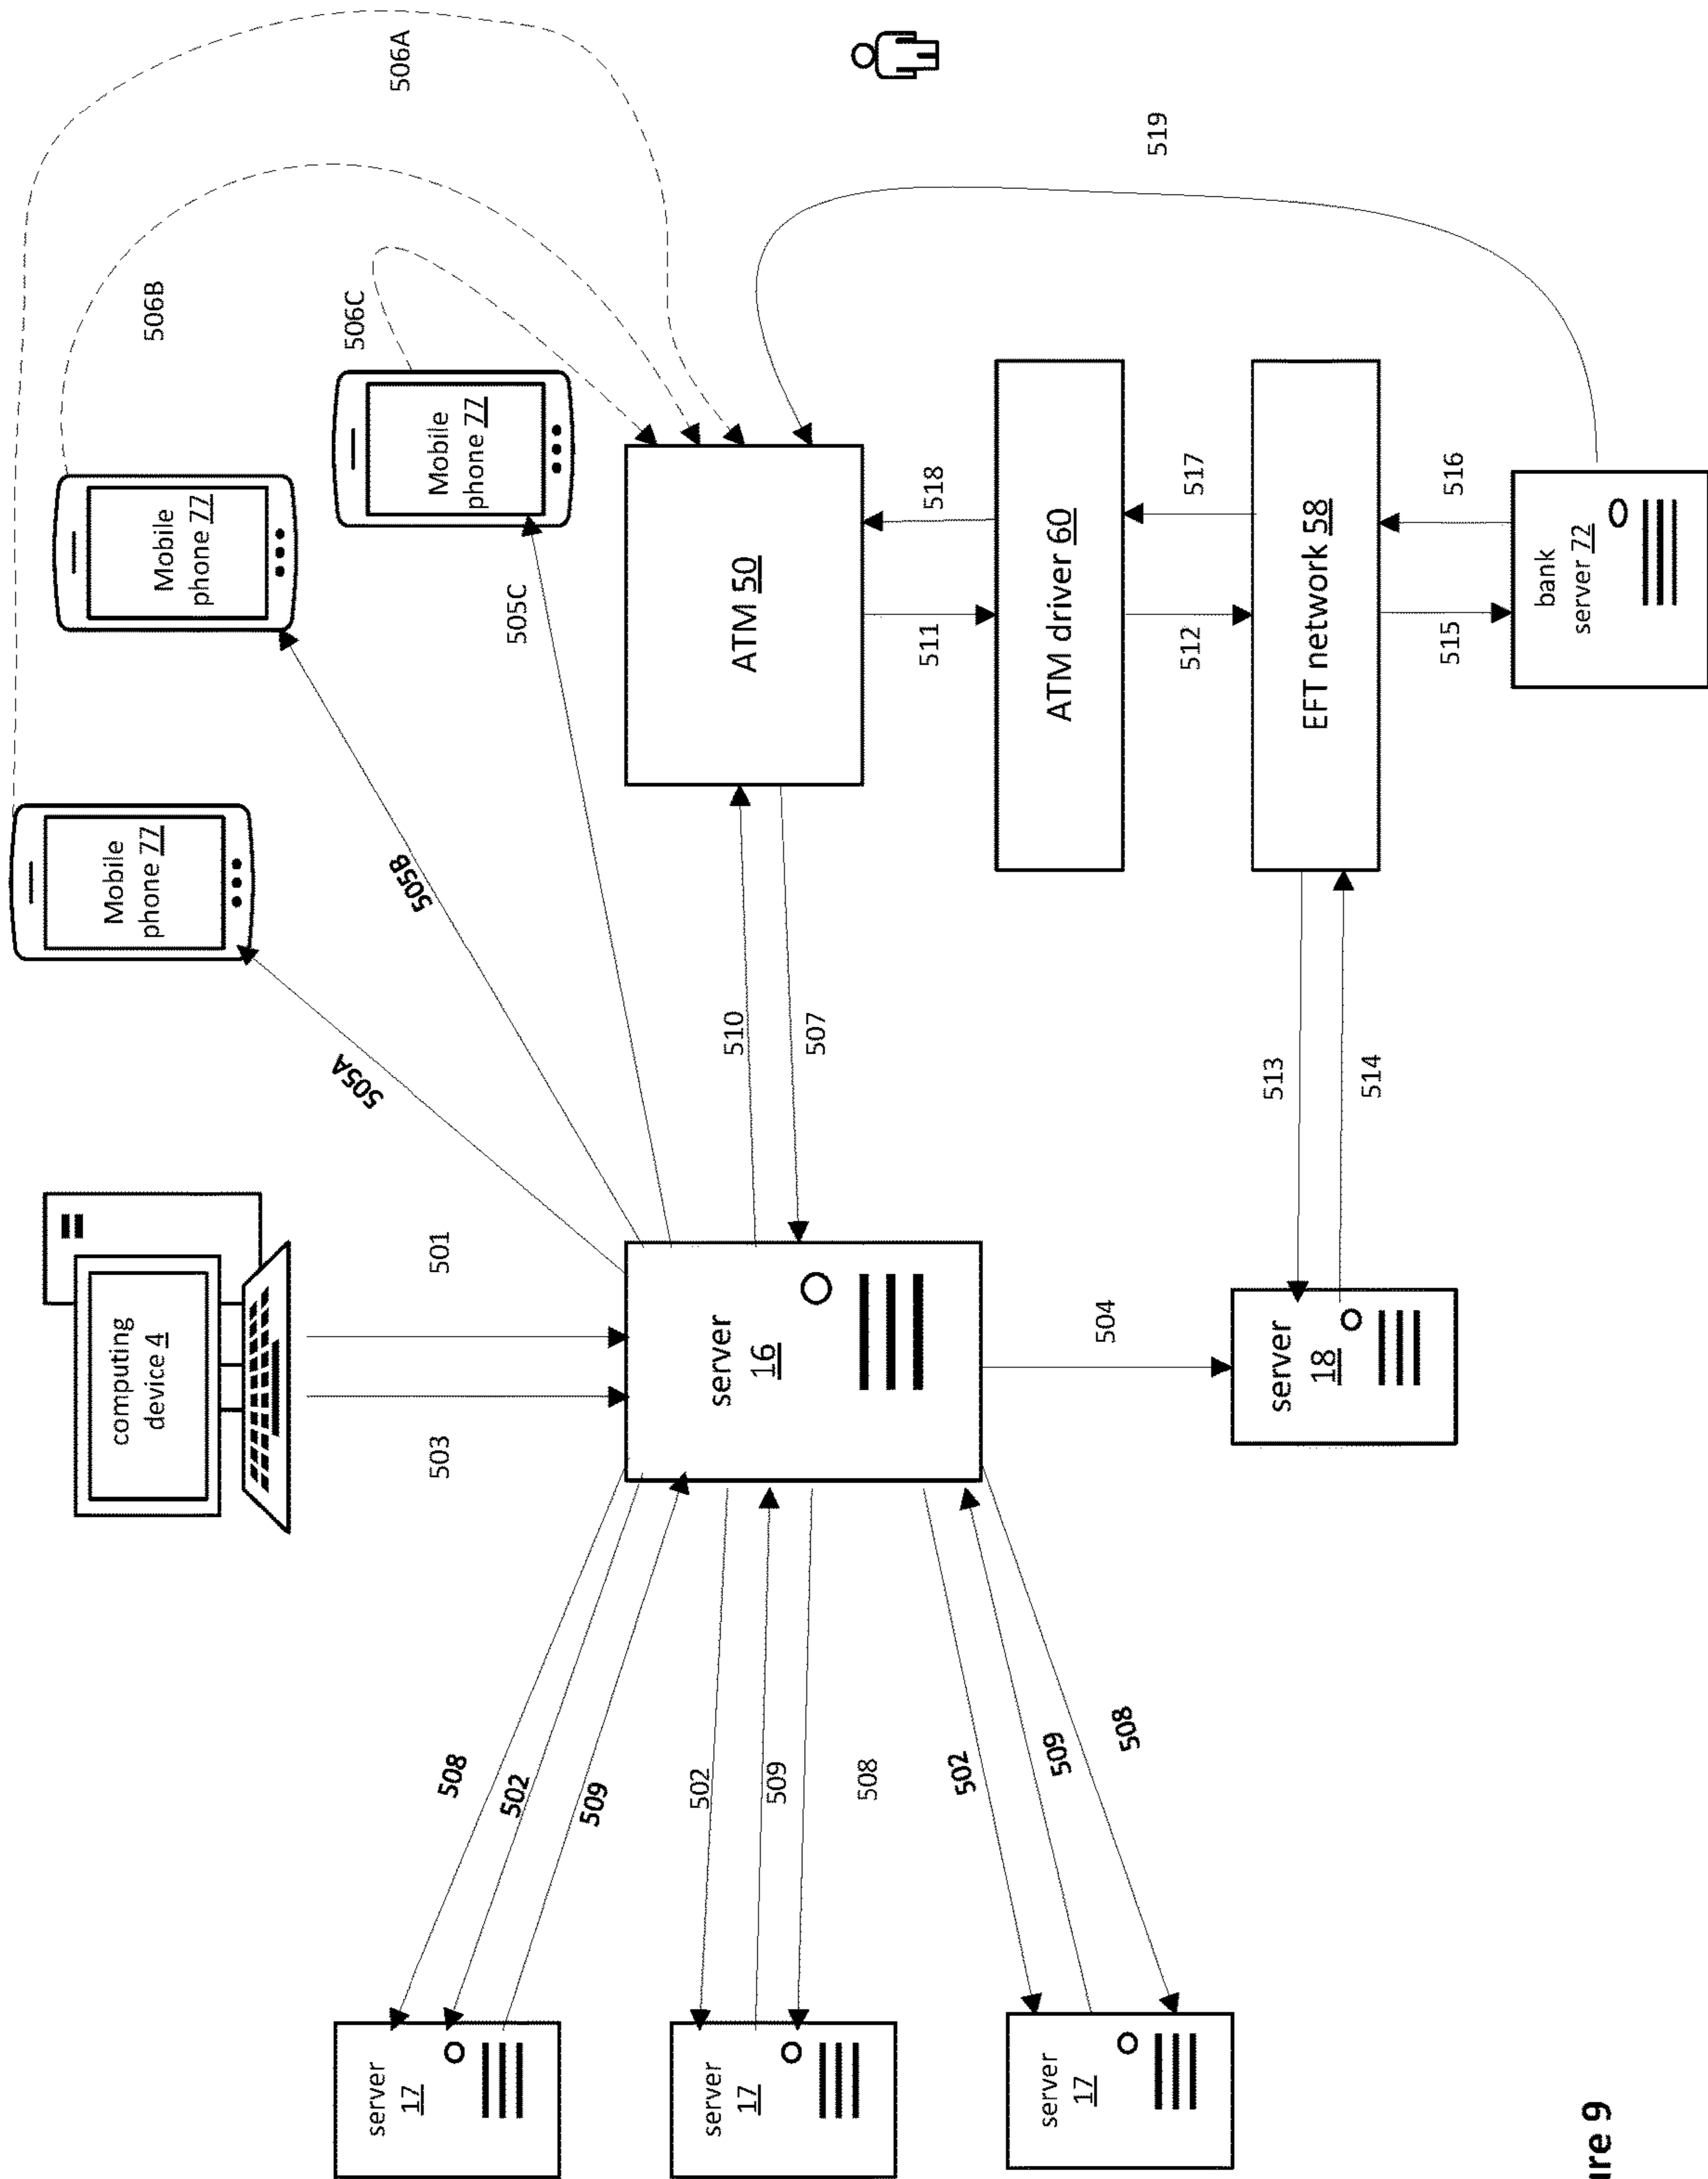 computing
device 4
501
503
505A
505B
505C
506A
506B
506C
Mobile
phone 77
Mobile
phone 77
Mobile
phone 77
server
17
server
17
server
17
508
502
509
502
509
508
502
509
508
server
16
510
507
ATM 50
511
518
ATM driver 60
512
517
EFT network 58
515
516
bank
server 72
519
504
server
18
513
514
ure 9